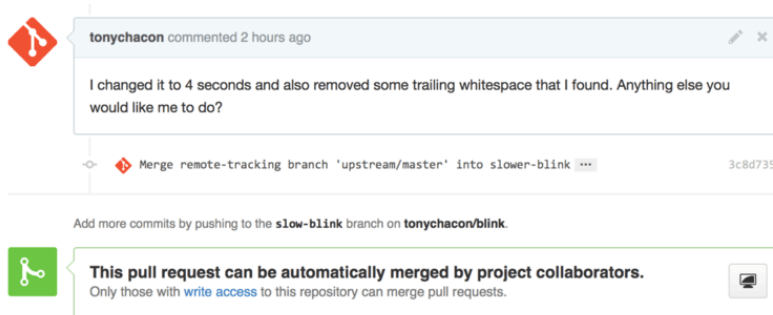 tonychacon commented 2 hours ago
I changed it to 4 seconds and also removed some trailing whitespace that I found. Anything else you
would like me to do?
Merge remote-tracking branch 'upstream/master' into slower-blink ··· 3c8d735
Add more commits by pushing to the slow-blink branch on tonychacon/blink.
This pull request can be automatically merged by project collaborators.
Only those with write access to this repository can merge pull requests.